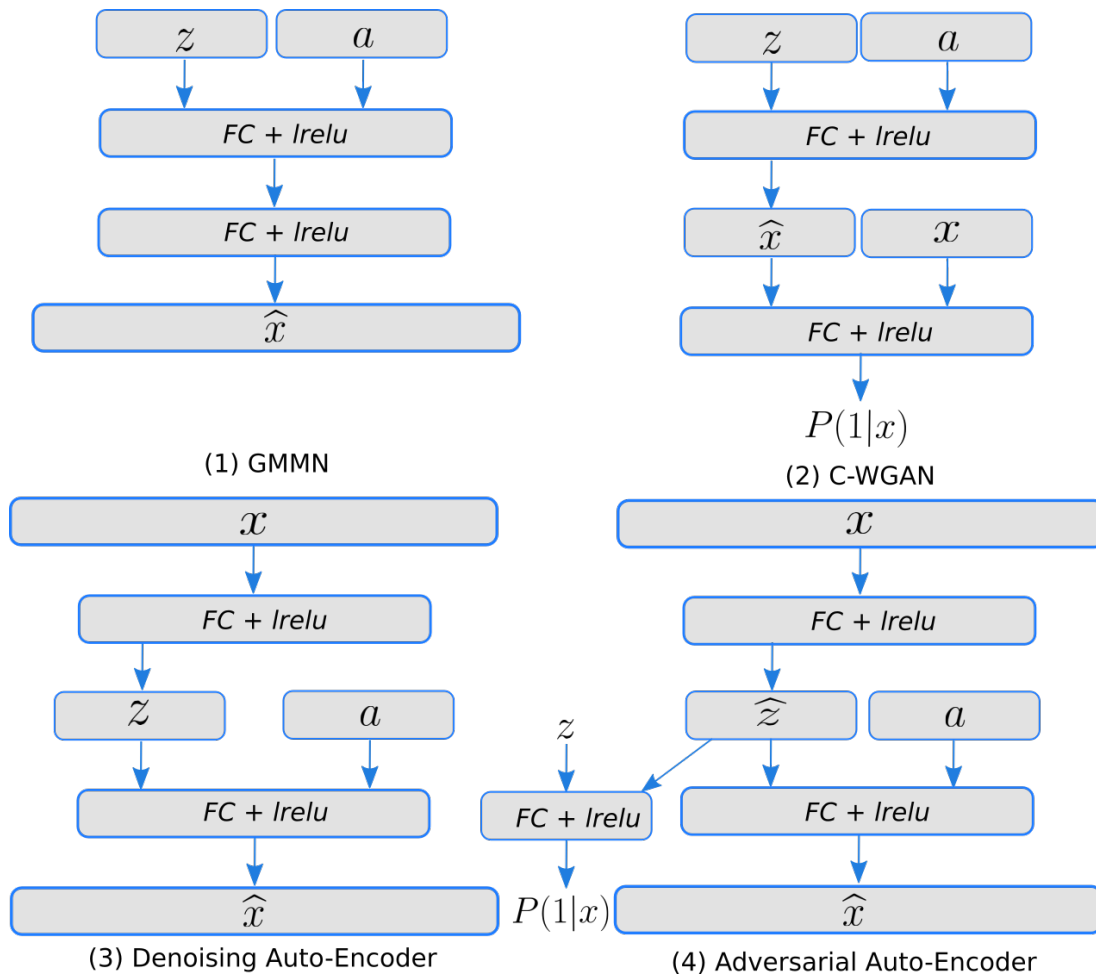 z a
FC + lrelu
FC + lrelu
x̂
(1) GMMN
z a
FC + lrelu
x̂ x
FC + lrelu
P(1|x)
(2) C-WGAN
x
FC + lrelu
z a
FC + lrelu
x̂
(3) Denoising Auto-Encoder
x
FC + lrelu
ẑ a
z
FC + lrelu
FC + lrelu
P(1|x)
x̂
(4) Adversarial Auto-Encoder